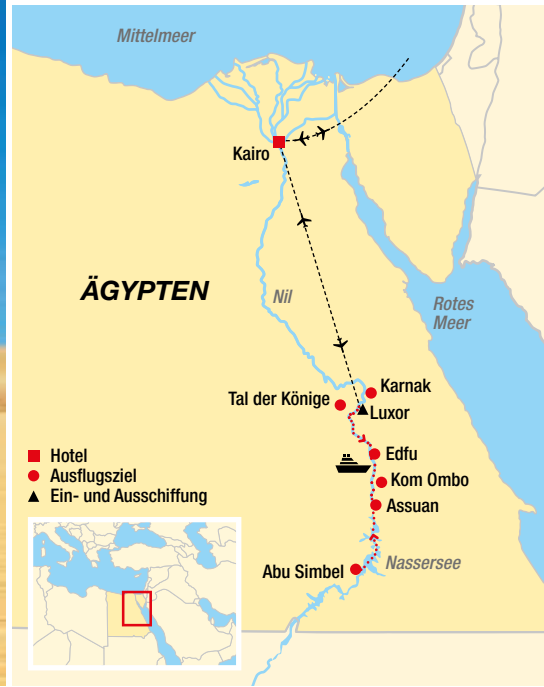 Mittelmeer
Kairo
ÄGYPTEN
Nil
Rotes
Meer
Karnak
Tal der Könige
Luxor
Edfu
Kom Ombo
Assuan
Nassersee
Abu Simbel
Hotel
Ausflugsziel
Ein- und Ausschiffung